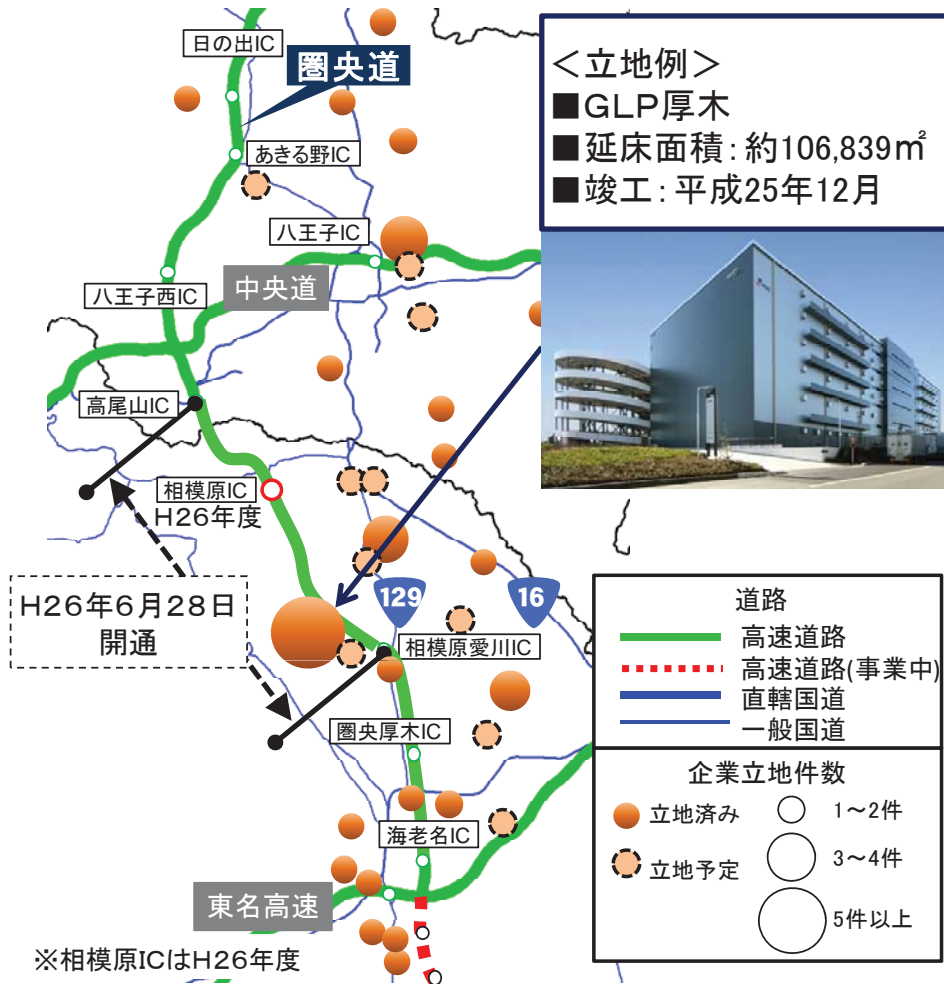 日の出IC
圏央道
あきる野IC
八王子IC
中央道
八王子西IC
高尾山IC
相模原IC
H26年度
H26年6月28日
開通
129
16
相模原愛川IC
圏央厚木IC
海老名IC
東名高速
※相模原ICはH26年度
＜立地例＞
■GLP厚木
■延床面積：約106,839㎡
■竣工：平成25年12月
道路
高速道路
高速道路(事業中)
直轄国道
一般国道
企業立地件数
立地済み
1～2件
3～4件
立地予定
5件以上